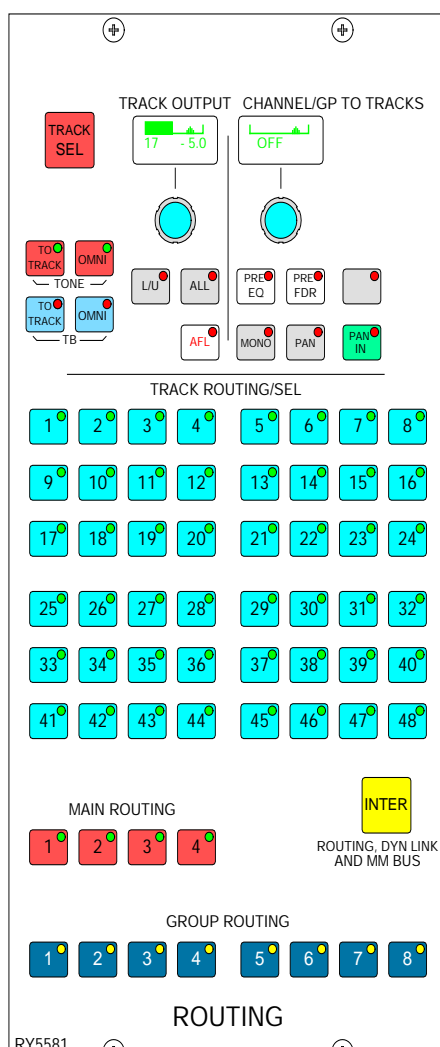 TRACK OUTPUT CHANNEL/GP TO TRACKS
TRACK
SEL
17 - 5.0
OFF
TO
TRACK
OMNI
TONE
TO
TRACK
OMNI
TB
L/U ALL
PRE
EQ
PRE
FDR
AFL MONO PAN
PAN
IN
TRACK ROUTING/SEL
1 2 3 4 5 6 7 8
9 10 11 12 13 14 15 16
17 18 19 20 21 22 23 24
25 26 27 28 29 30 31 32
33 34 35 36 37 38 39 40
41 42 43 44 45 46 47 48
MAIN ROUTING
1 2 3 4
INTER
ROUTING, DYN LINK
AND MM BUS
GROUP ROUTING
1 2 3 4 5 6 7 8
ROUTING
RY5581